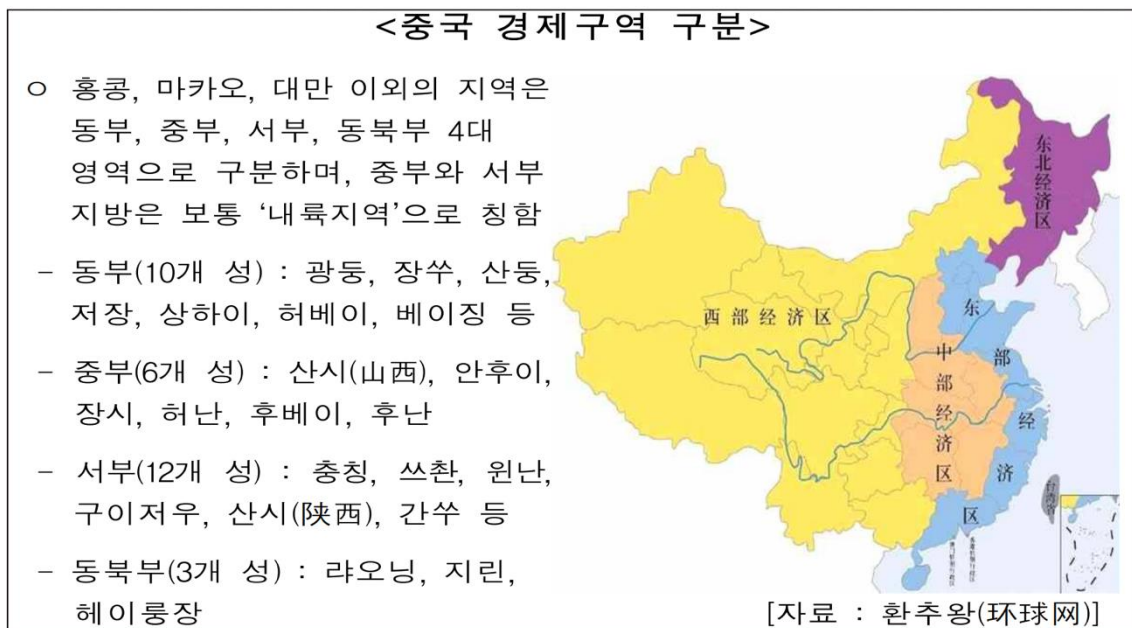 <중국 경제구역 구분>
ㅇ 홍콩, 마카오, 대만 이외의 지역은
동부, 중부, 서부, 동북부 4대
영역으로 구분하며, 중부와 서부
지방은 보통 ‘내륙지역’으로 칭함
- 동부(10개 성) : 광둥, 장쑤, 산둥,
저장, 상하이, 허베이, 베이징 등
- 중부(6개 성) : 산시(山西), 안후이,
장시, 허난, 후베이, 후난
- 서부(12개 성) : 충칭, 쓰촨, 윈난,
구이저우, 산시(陕西), 간쑤 등
- 동북부(3개 성) : 랴오닝, 지린,
헤이룽장
东北经济区
西部经济区
中部经济区
东部经济区
台湾省
[자료 : 환추왕(环球网)]